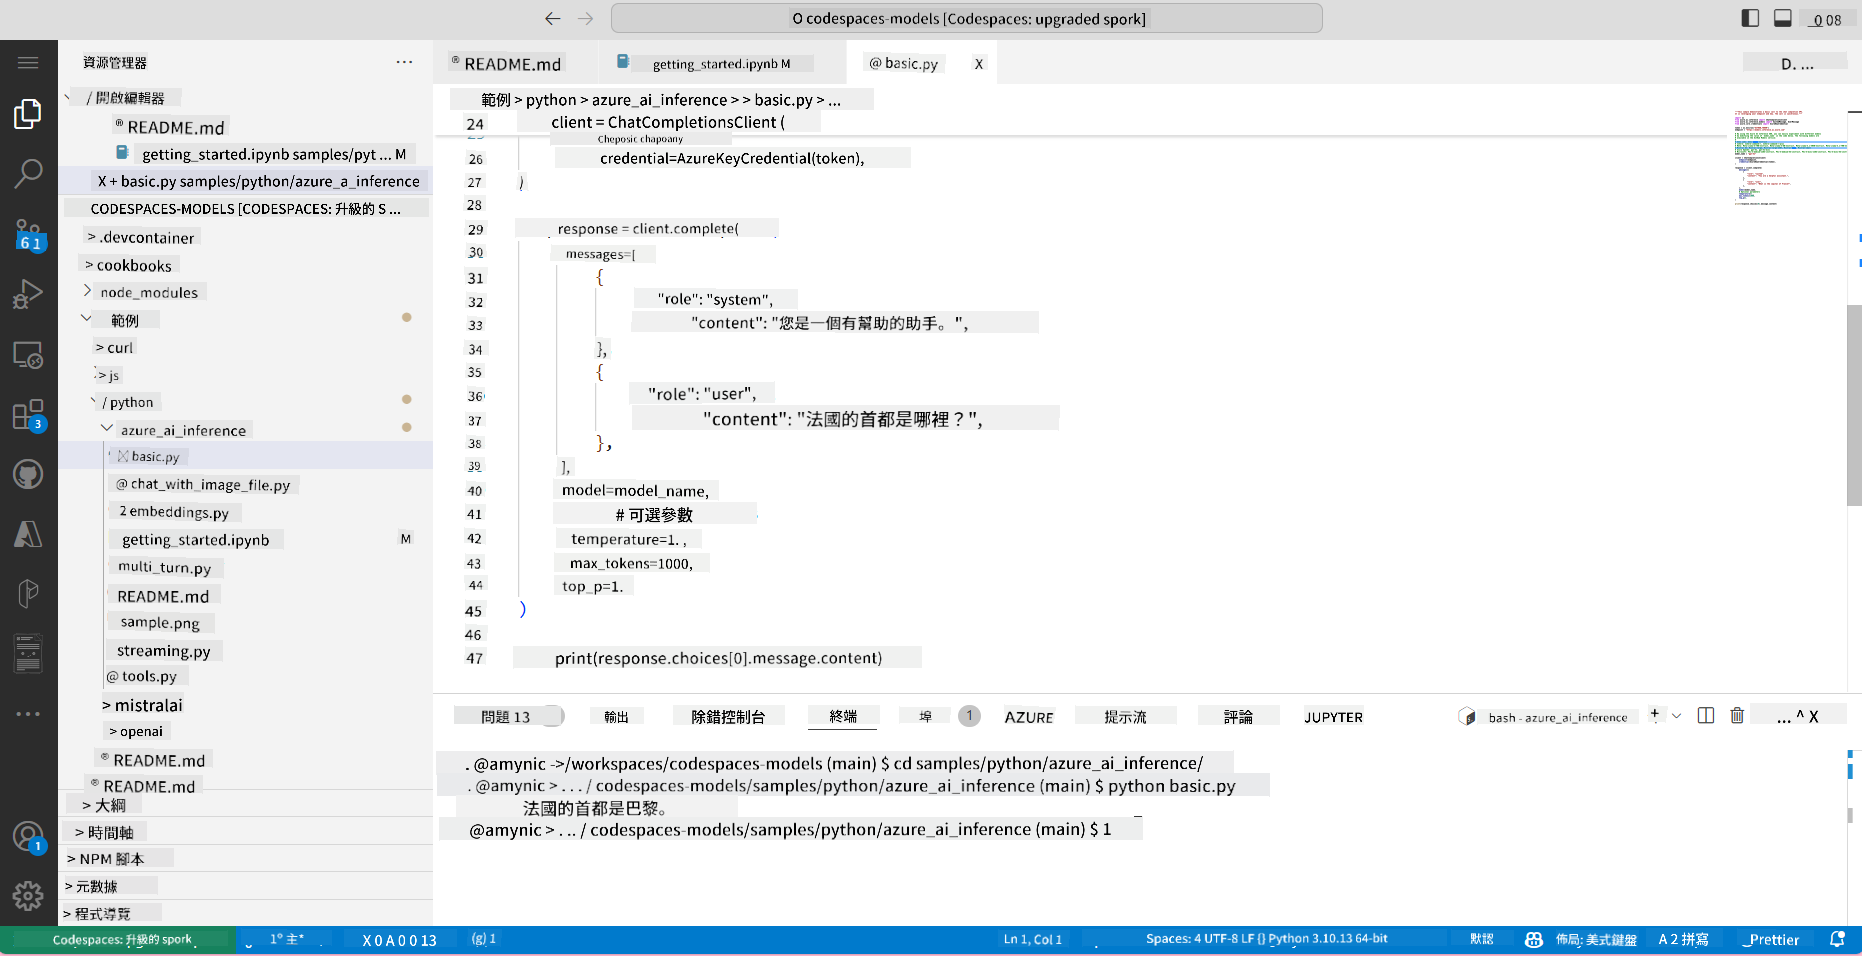 O codespaces-models [Codespaces: upgraded spork]
0 08
資源管理器
...
/ 開啟編輯器
README.md
getting_started.ipynb samples/pyt ... M
X + basic.py samples/python/azure_a_inference
CODESPACES-MODELS [CODESPACES: 升級的 S ...
> .devcontainer
> cookbooks
node_modules
範例
> curl
> js
/ python
azure_ai_inference
basic.py
@ chat_with_image_file.py
2 embeddings.py
getting_started.ipynb M
multi_turn.py
README.md
sample.png
streaming.py
@ tools.py
> mistralai
> openai
README.md
README.md
> 大綱
> 時間軸
> NPM 腳本
> 元數據
> 程式導覽
61
3
1
README.md
getting_started.ipynb M
@ basic.py X
D. ...
範例 > python > azure_ai_inference > > basic.py > ...
24 client = ChatCompletionsClient (
Cheposic chapoany
26 credential=AzureKeyCredential(token),
27 )
28
29 response = client.complete(
30 messages=[
31 {
32 "role": "system",
33 "content": "您是一個有幫助的助手。",
34 },
35 {
36 "role": "user",
37 "content": "法國的首都是哪裡？",
38 },
39 ],
40 model=model_name,
41 # 可選參數
42 temperature=1. ,
43 max_tokens=1000,
44 top_p=1.
45 )
46
47 print(response.choices[0].message.content)
問題 13 輸出 除錯控制台 終端 埠 1 AZURE 提示流 評論 JUPYTER
bash - azure_ai_inference + ... ^ X
. @amynic ->/workspaces/codespaces-models (main) $ cd samples/python/azure_ai_inference/
. @amynic > . . . / codespaces-models/samples/python/azure_ai_inference (main) $ python basic.py
法國的首都是巴黎。
@amynic > . .. / codespaces-models/samples/python/azure_ai_inference (main) $ 1
Codespaces: 升級的 spork 1º 主* X 0 A 0 0 13 (g) 1
Ln 1, Col 1 Spaces: 4 UTF-8 LF {} Python 3.10.13 64-bit 默認 佈局: 美式鍵盤 A 2 拼寫 _Prettier